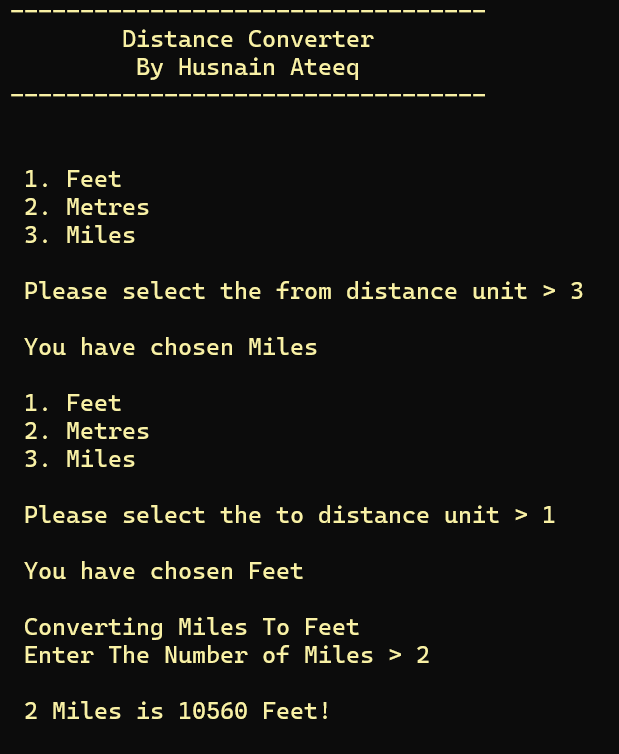 ----------------------------------
Distance Converter
By Husnain Ateeq
----------------------------------
1. Feet
2. Metres
3. Miles
Please select the from distance unit > 3
You have chosen Miles
1. Feet
2. Metres
3. Miles
Please select the to distance unit > 1
You have chosen Feet
Converting Miles To Feet
Enter The Number of Miles > 2
2 Miles is 10560 Feet!